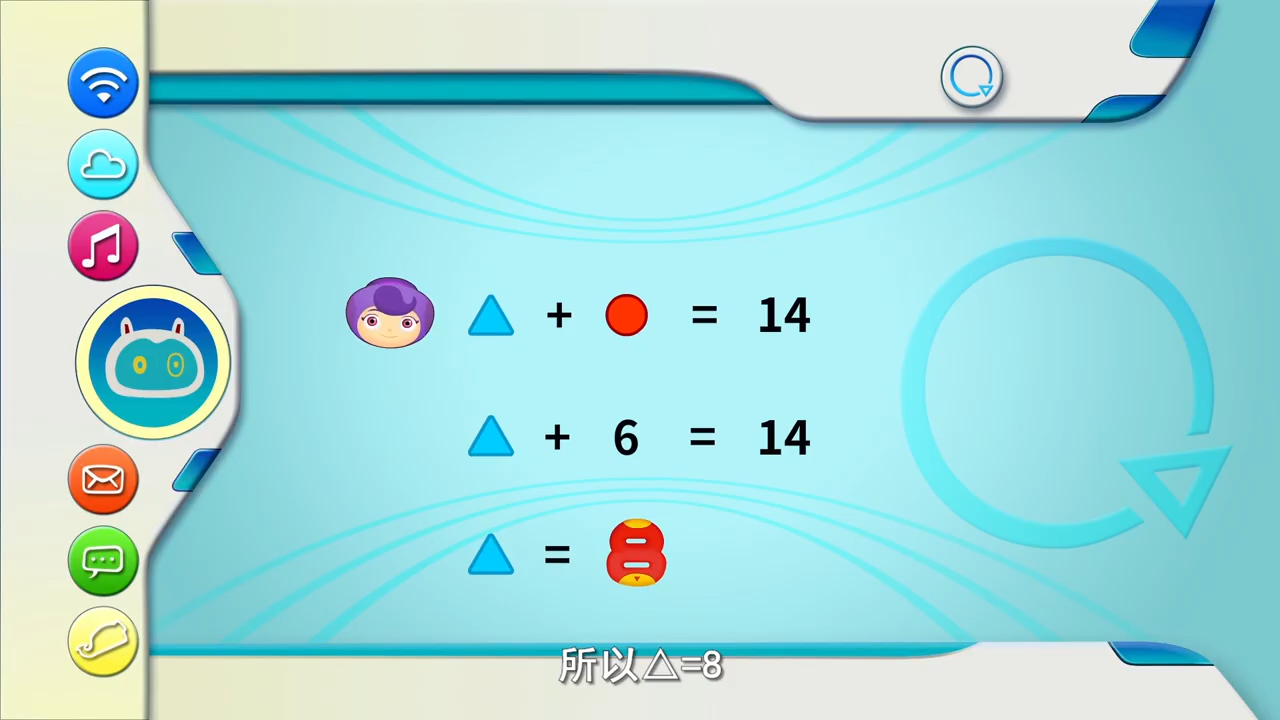 △ + ● = 14
△ + 6 = 14
△ = 8
所以△=8